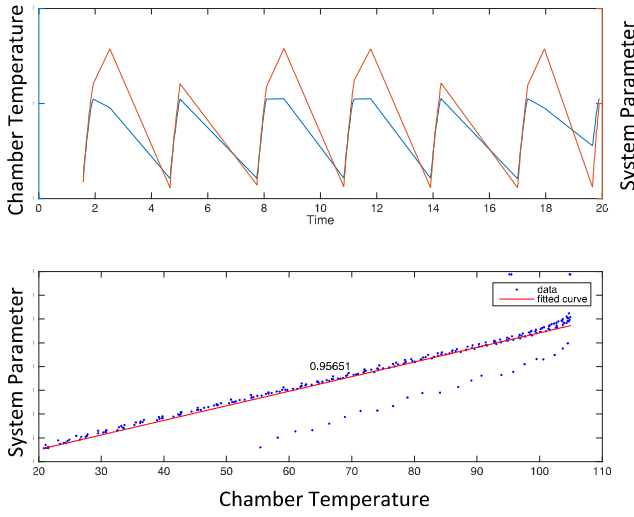 Chamber Temperature
System Parameter
0 2 4 6 8 10 12 14 16 18 20
Time
System Parameter
data
fitted curve
0.95651
20 30 40 50 60 70 80 90 100 110
Chamber Temperature